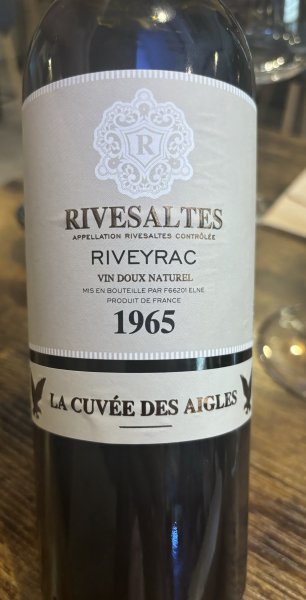 R
RIVESALTES
APPELLATION RIVESALTES CONTRÔLÉE
RIVEYRAC
VIN DOUX NATUREL
MIS EN BOUTEILLE PAR F66201 ELNE
PRODUIT DE FRANCE
1965
LA CUVÉE DES AIGLES